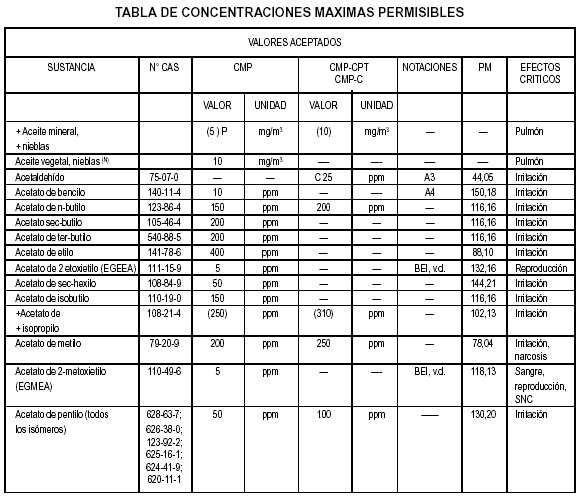 TABLA DE CONCENTRACIONES MAXIMAS PERMISIBLES
VALORES ACEPTADOS
SUSTANCIA N° CAS CMP CMP-CPT NOTACIONES PM EFECTOS
CMP-C CRITICOS
VALOR UNIDAD VALOR UNIDAD
+ Aceite mineral, (5) P mg/m³ (10) mg/m³ — — Pulmón
+ nieblas
Aceite vegetal, nieblas (N) 10 mg/m³ — — — — Pulmón
Acetaldehído 75-07-0 — — C 25 ppm A3 44,05 Irritación
Acetato de bencilo 140-11-4 10 ppm — — A4 150,18 Irritación
Acetato de n-butilo 123-86-4 150 ppm 200 ppm — 116,16 Irritación
Acetato sec-butilo 105-46-4 200 ppm — — — 116,16 Irritación
Acetato de ter-butilo 540-88-5 200 ppm — — — 116,16 Irritación
Acetato de etilo 141-78-6 400 ppm — — — 88,10 Irritación
Acetato de 2 etoxietilo (EGEEA) 111-15-9 5 ppm — — BEI, v.d. 132,16 Reproducción
Acetato de sec-hexilo 108-84-9 50 ppm — — — 144,21 Irritación
Acetato de isobutilo 110-19-0 150 ppm — — — 116,16 Irritación
+Acetato de 108-21-4 (250) ppm (310) ppm — 102,13 Irritación
+ isopropilo
Acetato de metilo 79-20-9 200 ppm 250 ppm — 78,04 Irritación,
narcosis
Acetato de 2-metoxietilo 110-49-6 5 ppm — — BEI, v.d. 118,13 Sangre,
(EGMEA) reproducción,
SNC
Acetato de pentilo (todos 628-63-7; 50 ppm 100 ppm — 130,20 Irritación
los isómeros) 626-38-0;
123-92-2;
625-16-1;
624-41-9;
620-11-1